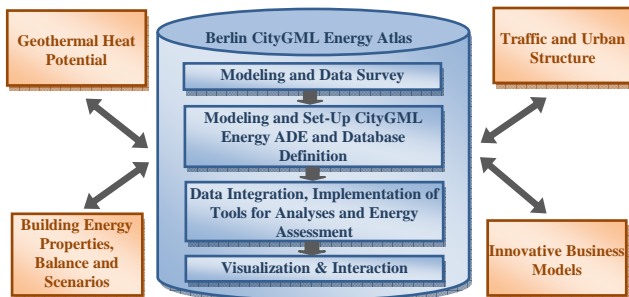 Geothermal Heat
Potential
Berlin CityGML Energy Atlas
Traffic and Urban
Structure
Modeling and Data Survey
Modeling and Set-Up CityGML
Energy ADE and Database
Definition
Data Integration, Implementation of
Tools for Analyses and Energy
Assessment
Visualization & Interaction
Building Energy
Properties,
Balance and
Scenarios
Innovative Business
Models